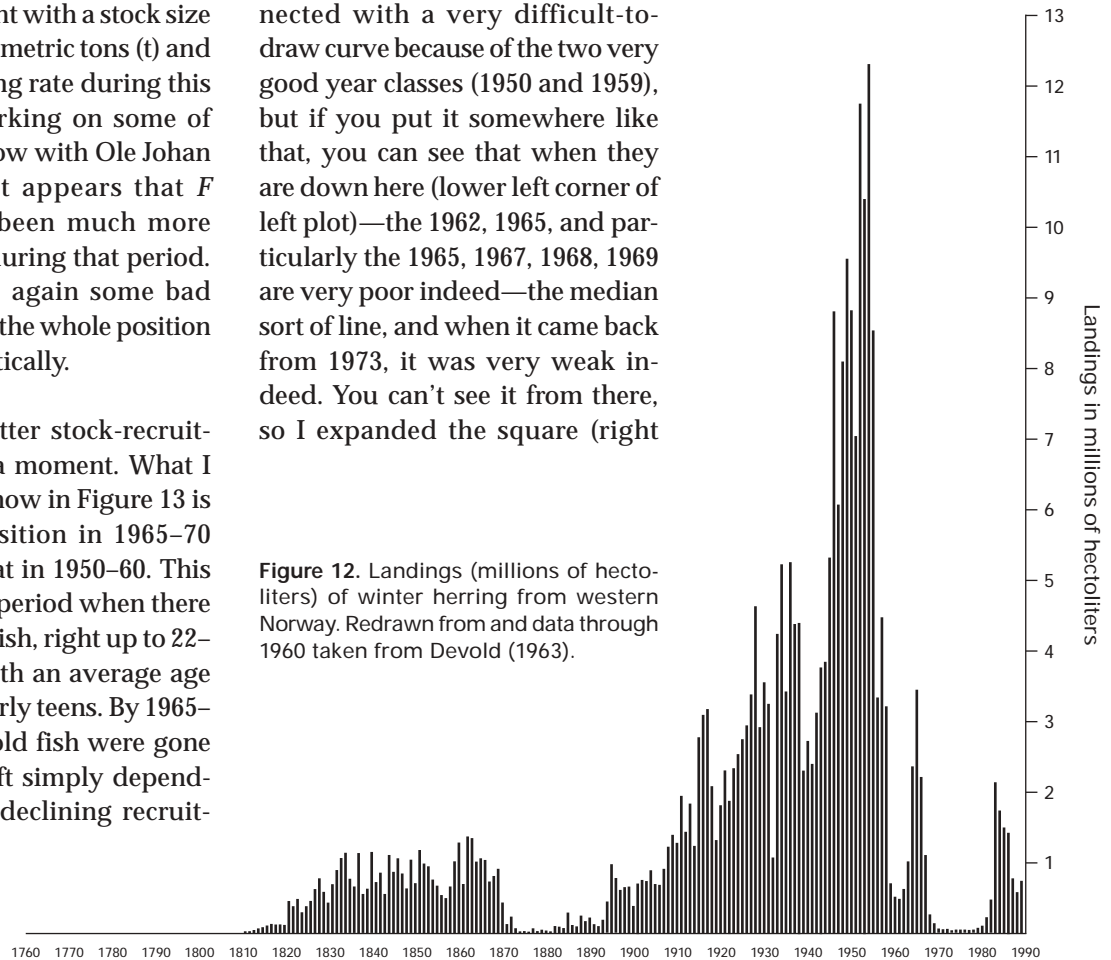 nt with a stock size
metric tons (t) and
ng rate during this
rking on some of
ow with Ole Johan
t appears that F
been much more
during that period.
again some bad
the whole position
tically.
tter stock-recruit-
a moment. What I
how in Figure 13 is
sition in 1965–70
at in 1950–60. This
period when there
ish, right up to 22–
th an average age
rly teens. By 1965–
old fish were gone
ft simply depend-
declining recruit-
nected with a very difficult-to-
draw curve because of the two very
good year classes (1950 and 1959),
but if you put it somewhere like
that, you can see that when they
are down here (lower left corner of
left plot)—the 1962, 1965, and par-
ticularly the 1965, 1967, 1968, 1969
are very poor indeed—the median
sort of line, and when it came back
from 1973, it was very weak in-
deed. You can't see it from there,
so I expanded the square (right
Figure 12. Landings (millions of hecto-
liters) of winter herring from western
Norway. Redrawn from and data through
1960 taken from Devold (1963).
13
12
11
10
9
8
7
6
5
4
3
2
1
Landings in millions of hectoliters
1760 1770 1780 1790 1800 1810 1820 1830 1840 1850 1860 1870 1880 1890 1900 1910 1920 1930 1940 1950 1960 1970 1980 1990